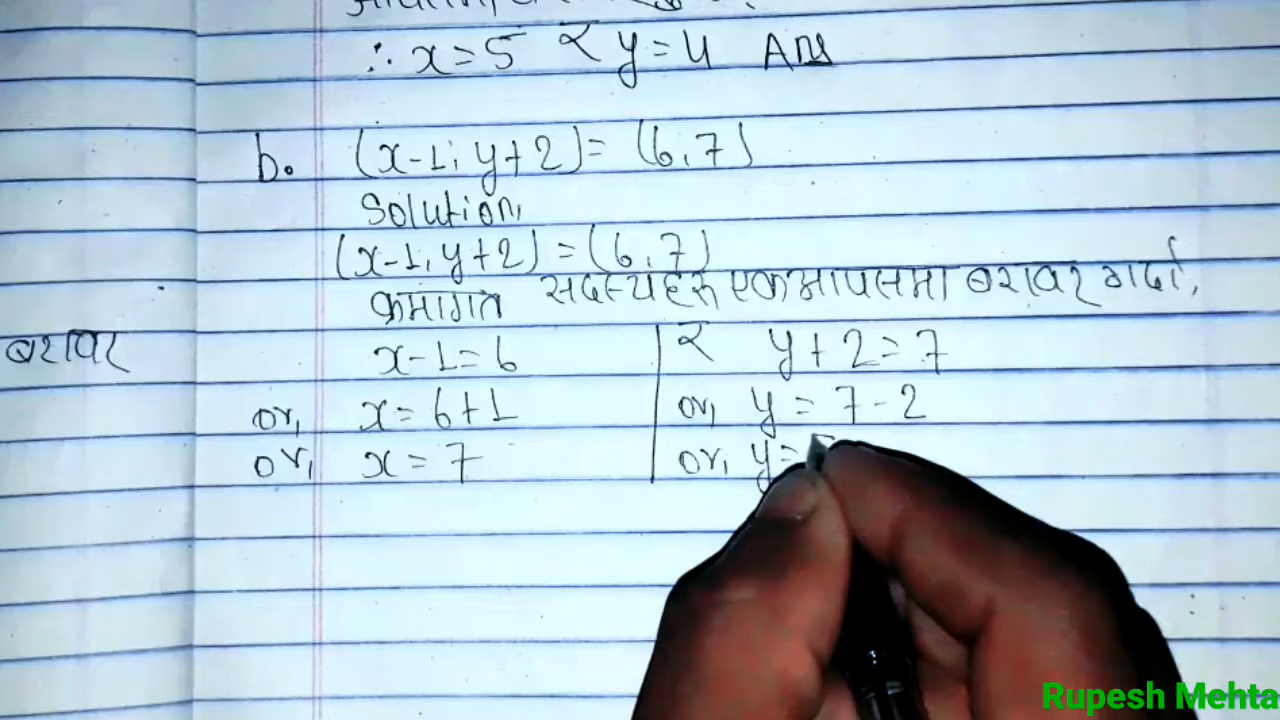 ∴ x=5 र y=4 Ans
b. (x-1, y+2)= (6,7)
Solution,
(x-1, y+2) = (6,7)
क्रमागत सदस्यहरू एकआपसमा बराबर गर्दा,
बराबर
x-1=6 | र y+2=7
or, x=6+1 | or, y=7-2
or, x=7 | or, y=
Rupesh Mehta